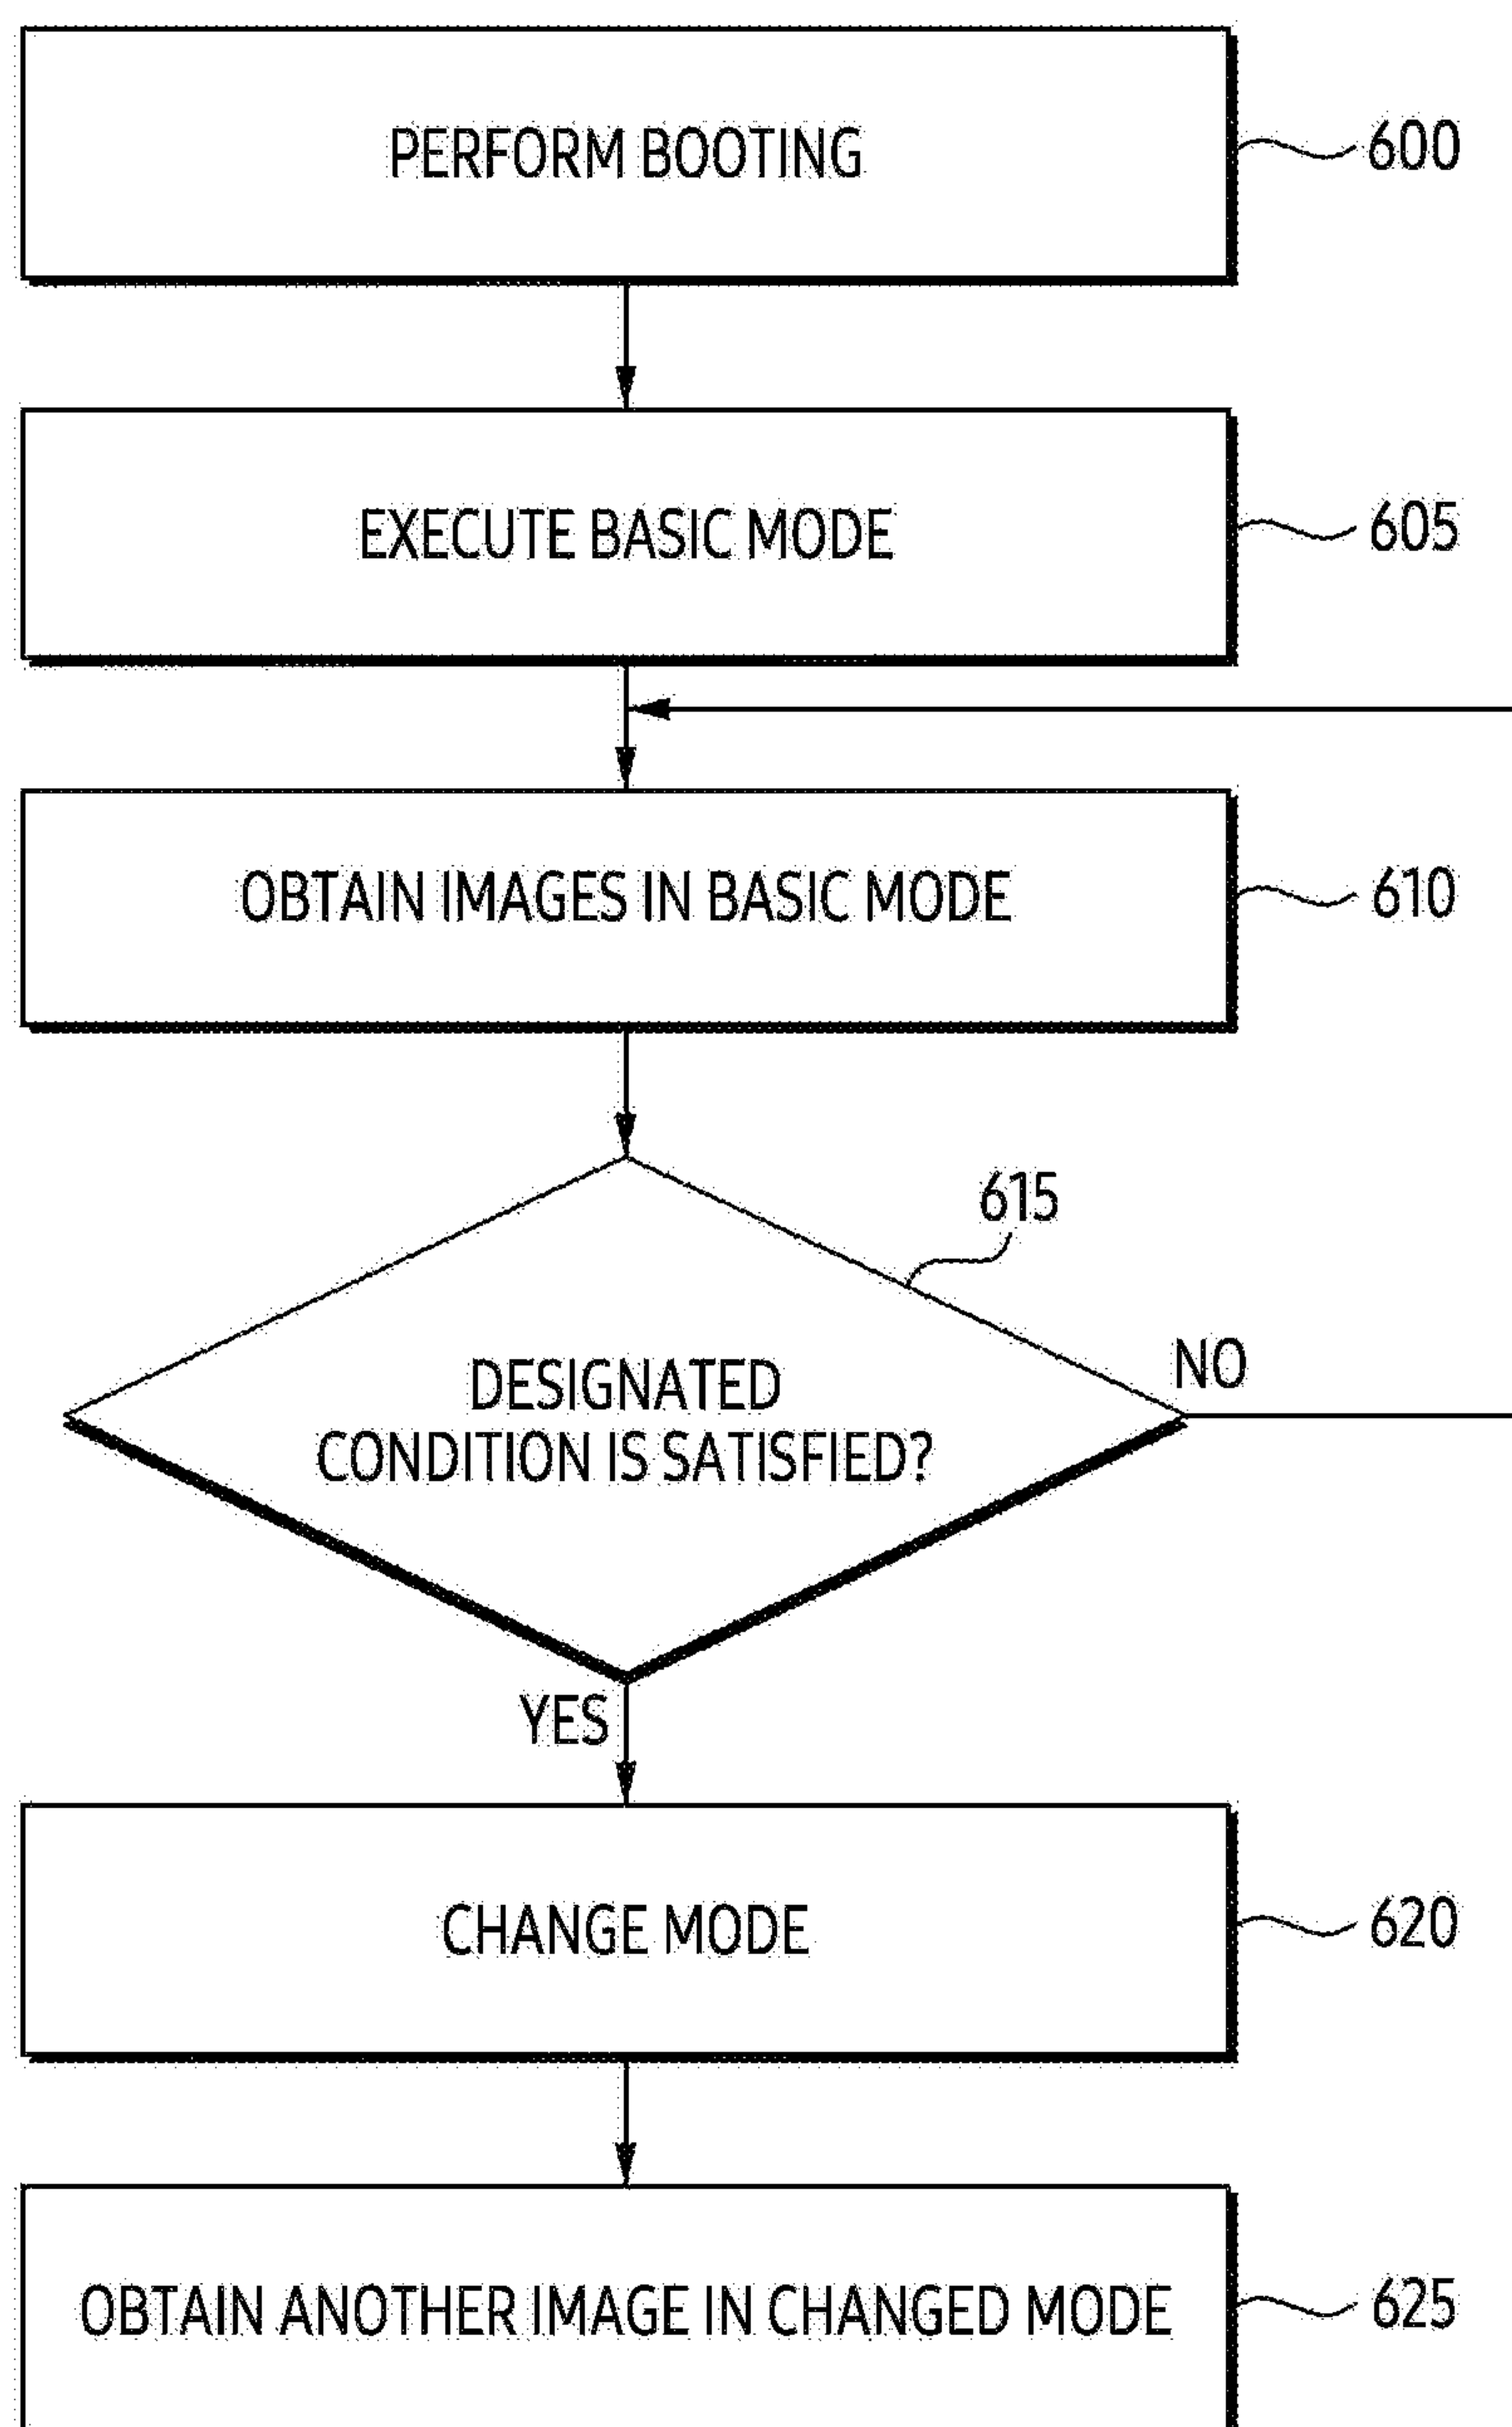 PERFORM BOOTING
600
EXECUTE BASIC MODE
605
OBTAIN IMAGES IN BASIC MODE
610
615
DESIGNATED
CONDITION IS SATISFIED?
NO
YES
CHANGE MODE
620
OBTAIN ANOTHER IMAGE IN CHANGED MODE
625